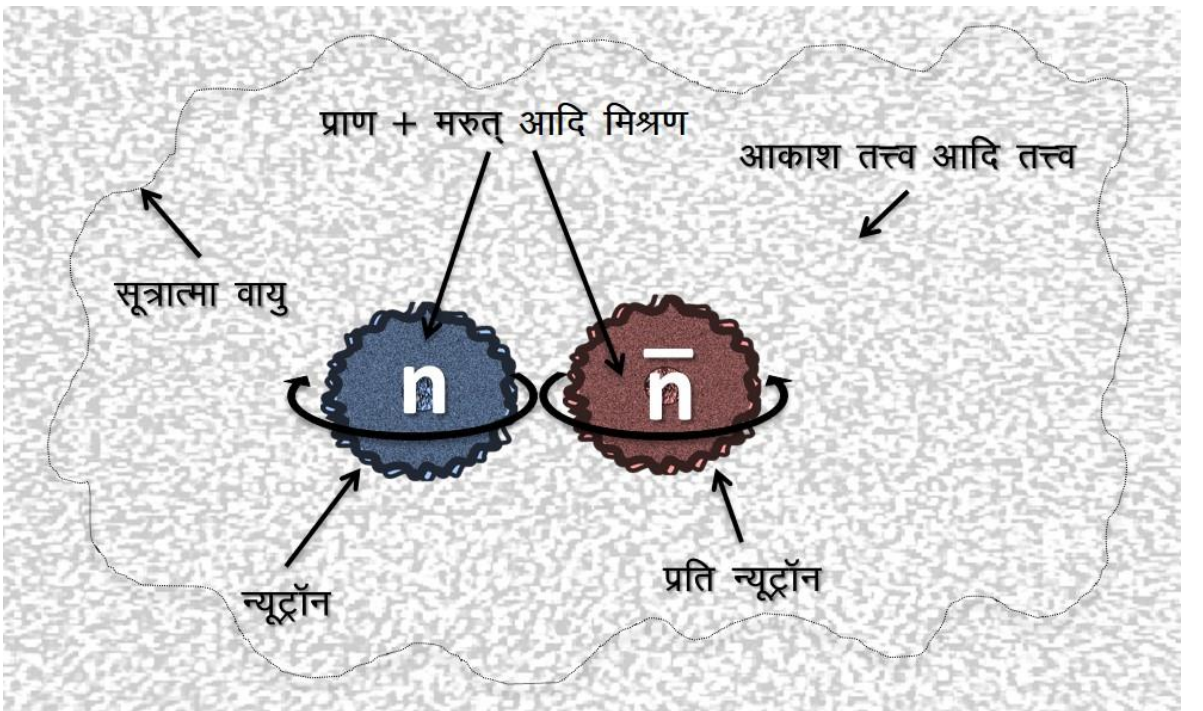 प्राण + मरुत् आदि मिश्रण
आकाश तत्त्व आदि तत्त्व
सूत्रात्मा वायु
n
n̅
न्यूट्रॉन
प्रति न्यूट्रॉन